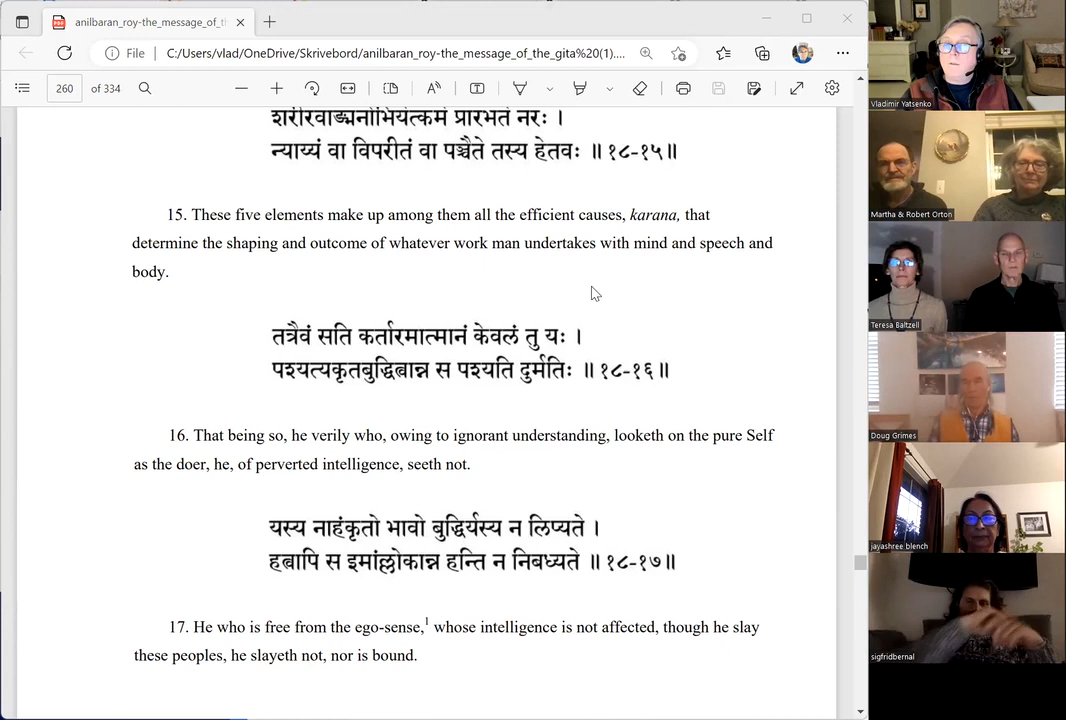 anilbaran_roy-the_message_of_th
File
C:/Users/vlad/OneDrive/Skrivebord/anilbaran_roy-the_message_of_the_gita%20(1)....
260 of 334
शरीरवाङ्मनोभिर्यत्कर्म प्रारभते नरः ।
न्याय्यं वा विपरीतं वा पञ्चैते तस्य हेतवः ॥१८-१५॥
15. These five elements make up among them all the efficient causes, karana, that
determine the shaping and outcome of whatever work man undertakes with mind and speech and
body.
तत्रैवं सति कर्तारमात्मानं केवलं तु यः ।
पश्यत्यकृतबुद्धित्वान्न स पश्यति दुर्मतिः ॥१८-१६॥
16. That being so, he verily who, owing to ignorant understanding, looketh on the pure Self
as the doer, he, of perverted intelligence, seeth not.
यस्य नाहंकृतो भावो बुद्धिर्यस्य न लिप्यते ।
हत्वापि स इमांल्लोकान्न हन्ति न निबध्यते ॥१८-१७॥
17. He who is free from the ego-sense,1 whose intelligence is not affected, though he slay
these peoples, he slayeth not, nor is bound.
Vladimir Yatsenko
Martha & Robert Orton
Teresa Baltzell
Doug Grimes
jayashree blench
sigfridbernal